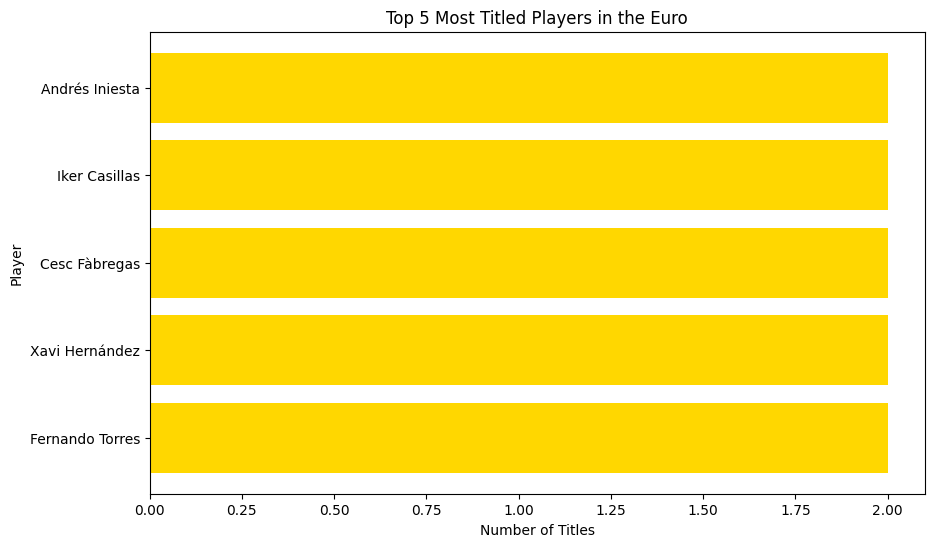 Top 5 Most Titled Players in the Euro
Andrés Iniesta
Iker Casillas
Cesc Fàbregas
Xavi Hernández
Fernando Torres
Player
0.00 0.25 0.50 0.75 1.00 1.25 1.50 1.75 2.00
Number of Titles